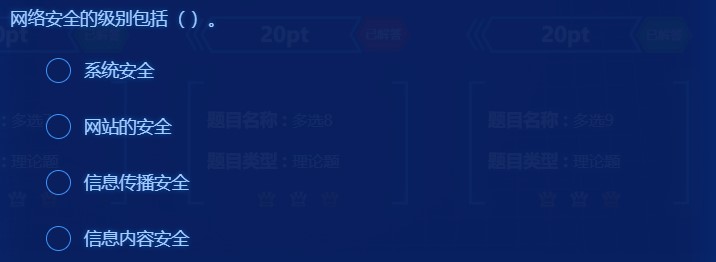 网络安全的级别包括（ ）。
20pt
20pt
系统安全
网站的安全
题目名称：多选8
题目名称：多选9
题目类型：理论题
题目类型：理论题
信息传播安全
信息内容安全